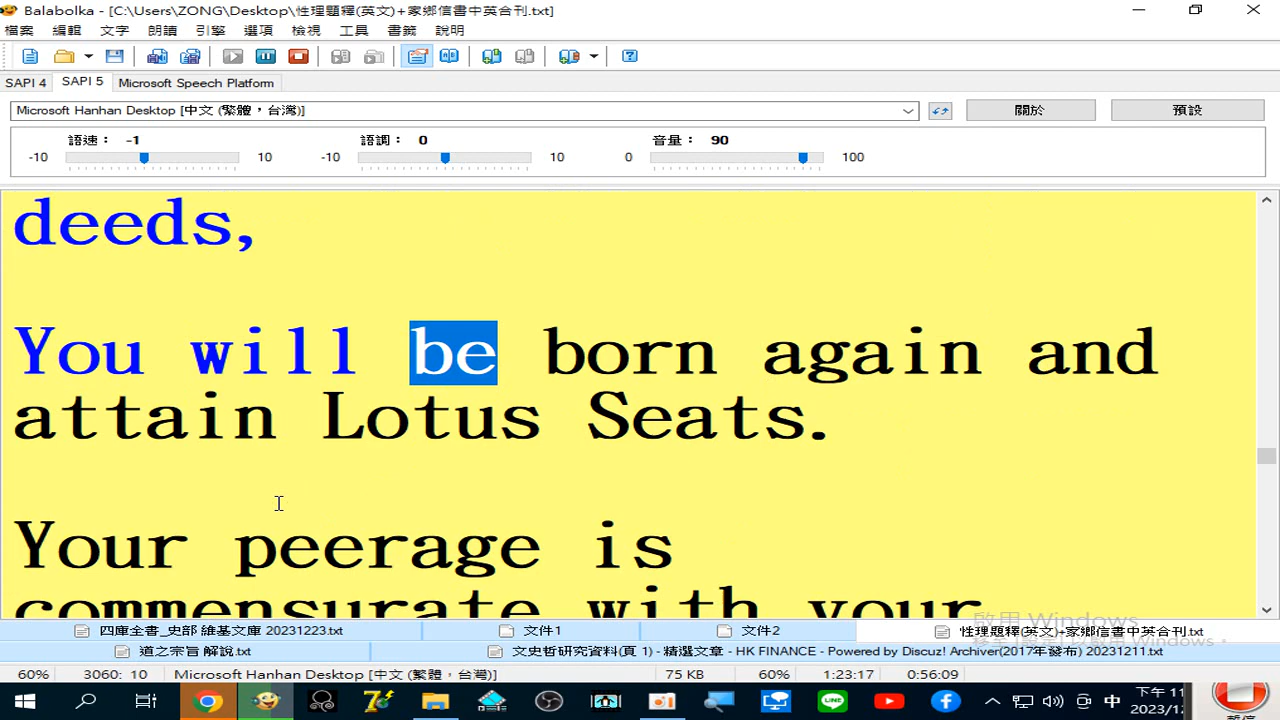 Balabolka - [C:\Users\ZONG\Desktop\性理題釋(英文)+家鄉信書中英合刊.txt]
檔案 編輯 文字 朗讀 引擎 選項 檢視 工具 書籤 說明
SAPI 4 SAPI 5 Microsoft Speech Platform
Microsoft Hanhan Desktop [中文 (繁體，台灣)] 關於 預設
語速： -1 語調： 0 音量： 90
-10 10 -10 10 0 100
deeds,
You will be born again and
attain Lotus Seats.
Your peerage is
commensurate with your
啟用 Windows
四庫全書_史部 維基文庫 20231223.txt 文件1 文件2 性理題釋(英文)+家鄉信書中英合刊.txt
道之宗旨 解說.txt 文史哲研究資料(頁 1) - 精選文章 - HK FINANCE - Powered by Discuz! Archiver(2017年發布) 20231211.txt
60% 3060: 10 Microsoft Hanhan Desktop [中文 (繁體，台灣)] 75 KB 60% 1:23:17 0:56:09
中 下午 11
2023/12